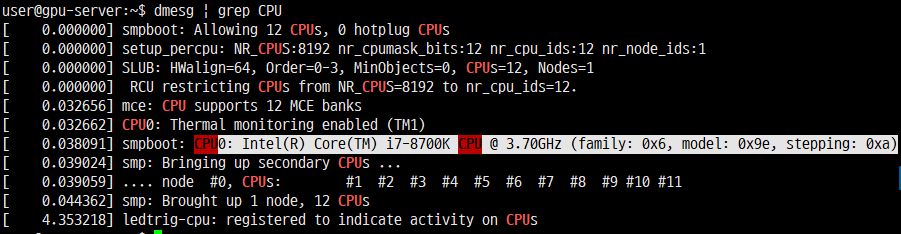 user@gpu-server:~$ dmesg ¦ grep CPU
[    0.000000] smpboot: Allowing 12 CPUs, 0 hotplug CPUs
[    0.000000] setup_percpu: NR_CPUS:8192 nr_cpumask_bits:12 nr_cpu_ids:12 nr_node_ids:1
[    0.000000] SLUB: HWalign=64, Order=0-3, MinObjects=0, CPUs=12, Nodes=1
[    0.000000]  RCU restricting CPUs from NR_CPUS=8192 to nr_cpu_ids=12.
[    0.032656] mce: CPU supports 12 MCE banks
[    0.032662] CPU0: Thermal monitoring enabled (TM1)
[    0.038091] smpboot: CPU0: Intel(R) Core(TM) i7-8700K CPU @ 3.70GHz (family: 0x6, model: 0x9e, stepping: 0xa)
[    0.039024] smp: Bringing up secondary CPUs ...
[    0.039059] .... node  #0, CPUs:        #1  #2  #3  #4  #5  #6  #7  #8  #9 #10 #11
[    0.044362] smp: Brought up 1 node, 12 CPUs
[    4.353218] ledtrig-cpu: registered to indicate activity on CPUs